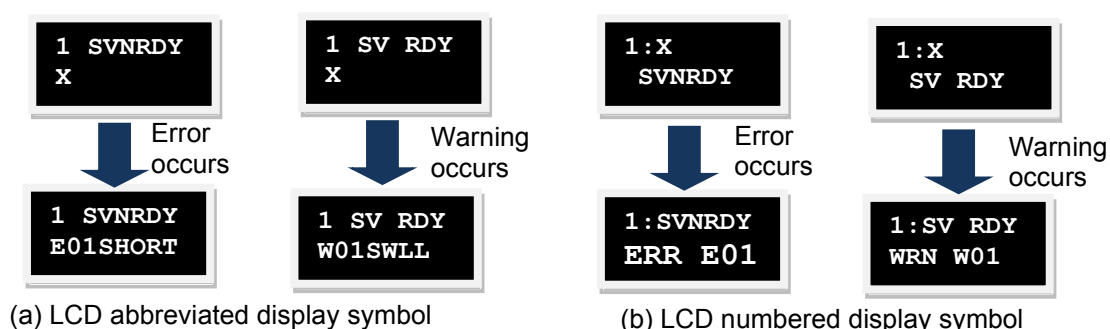 1 SVNRDY
X
Error
occurs
1 SVNRDY
E01SHORT
1 SV RDY
X
Warning
occurs
1 SV RDY
W01SWLL
(a) LCD abbreviated display symbol
1:X
SVNRDY
Error
occurs
1:SVNRDY
ERR E01
1:X
SV RDY
Warning
occurs
1:SV RDY
WRN W01
(b) LCD numbered display symbol